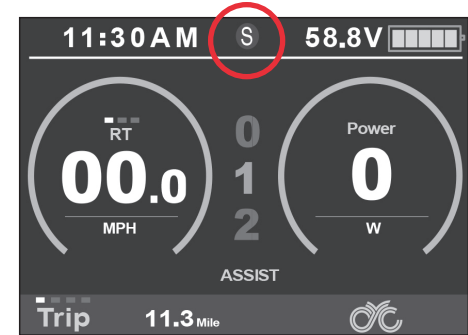 11:30AM S 58.8V
RT
00.0
MPH
0
1
2
ASSIST
Power
0
W
Trip 11.3 Mile